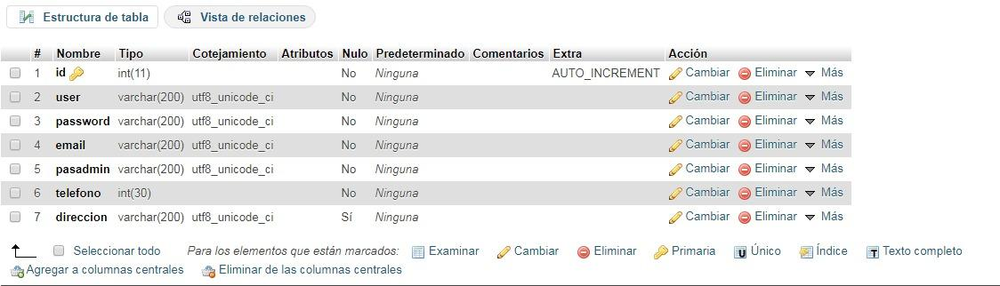 Estructura de tabla Vista de relaciones
# Nombre Tipo Cotejamiento Atributos Nulo Predeterminado Comentarios Extra Acción
1 id int(11) No Ninguna AUTO_INCREMENT Cambiar Eliminar Más
2 user varchar(200) utf8_unicode_ci No Ninguna Cambiar Eliminar Más
3 password varchar(200) utf8_unicode_ci No Ninguna Cambiar Eliminar Más
4 email varchar(200) utf8_unicode_ci No Ninguna Cambiar Eliminar Más
5 pasadmin varchar(200) utf8_unicode_ci No Ninguna Cambiar Eliminar Más
6 telefono int(30) No Ninguna Cambiar Eliminar Más
7 direccion varchar(200) utf8_unicode_ci Sí Ninguna Cambiar Eliminar Más
Seleccionar todo Para los elementos que están marcados: Examinar Cambiar Eliminar Primaria Único Índice Texto completo
Agregar a columnas centrales Eliminar de las columnas centrales